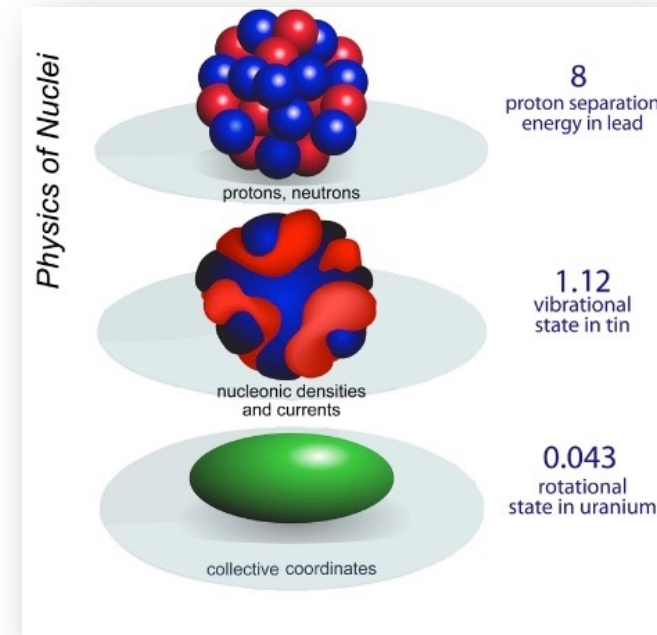 Physics of Nuclei
8
proton separation
energy in lead
protons, neutrons
1.12
vibrational
state in tin
nucleonic densities
and currents
0.043
rotational
state in uranium
collective coordinates